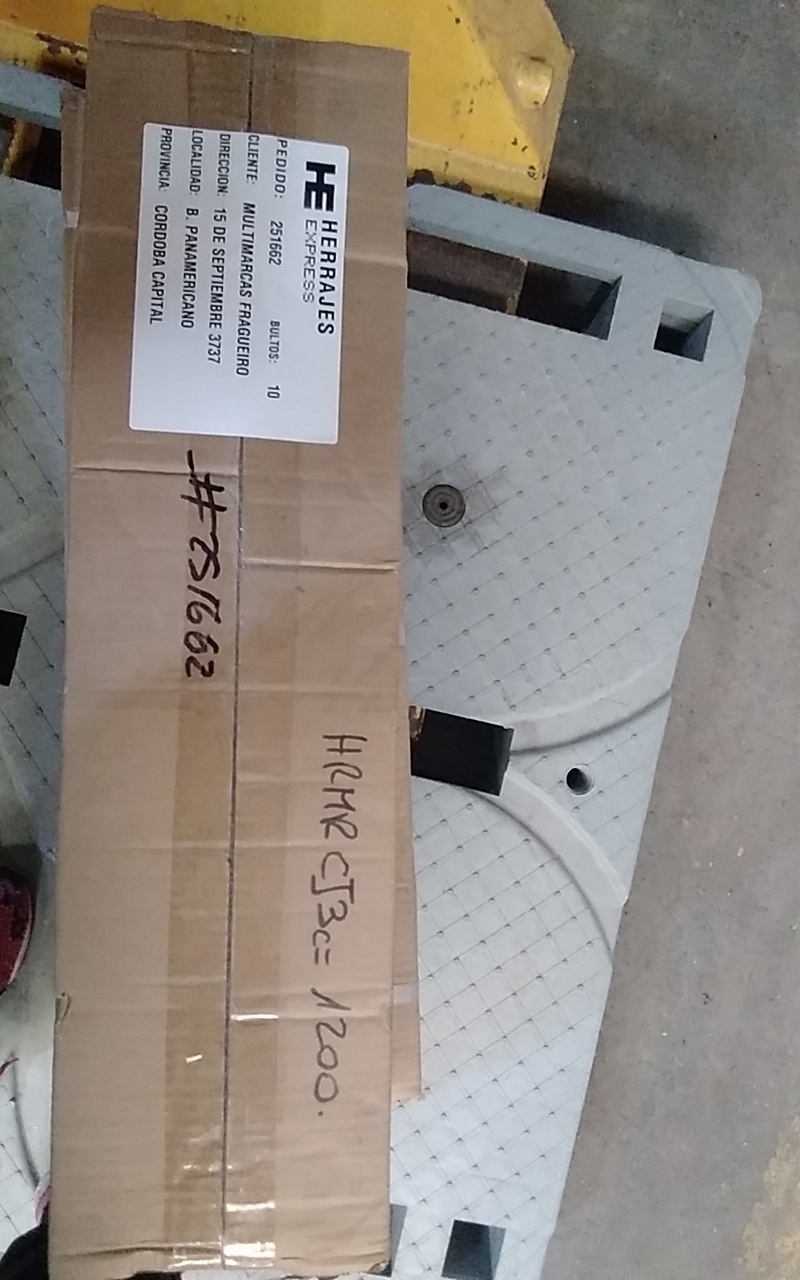 HE HERRAJES
EXPRESS
PEDIDO: 251662 BULTOS: 10
CLIENTE: MULTIMARCAS FRAGUEIRO
DIRECCION: 15 DE SEPTIEMBRE 3737
LOCALIDAD: B. PANAMERICANO
PROVINCIA: CORDOBA CAPITAL
#251662
HRMR CJ3C= 1200.